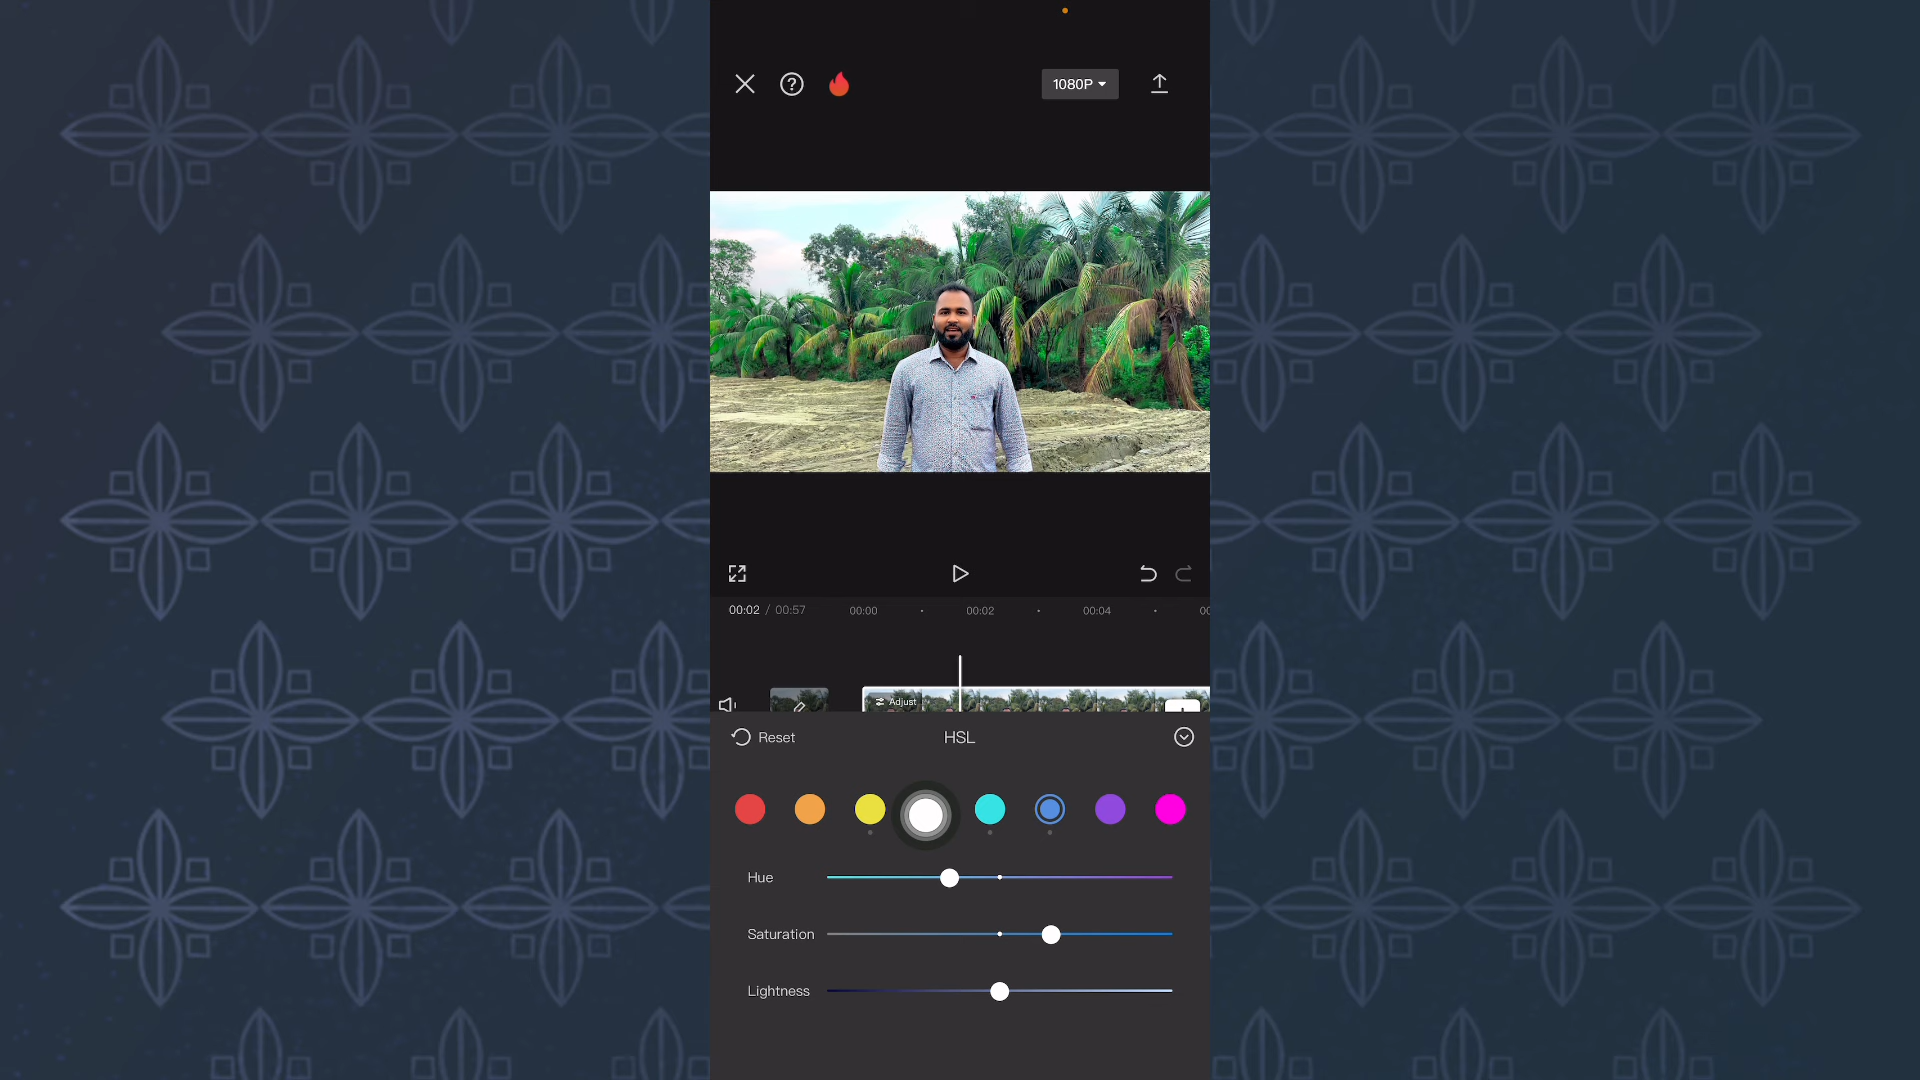 1080P
00:02 / 00:57 00:00 00:02 00:04
Adjust
Reset HSL
Hue
Saturation
Lightness